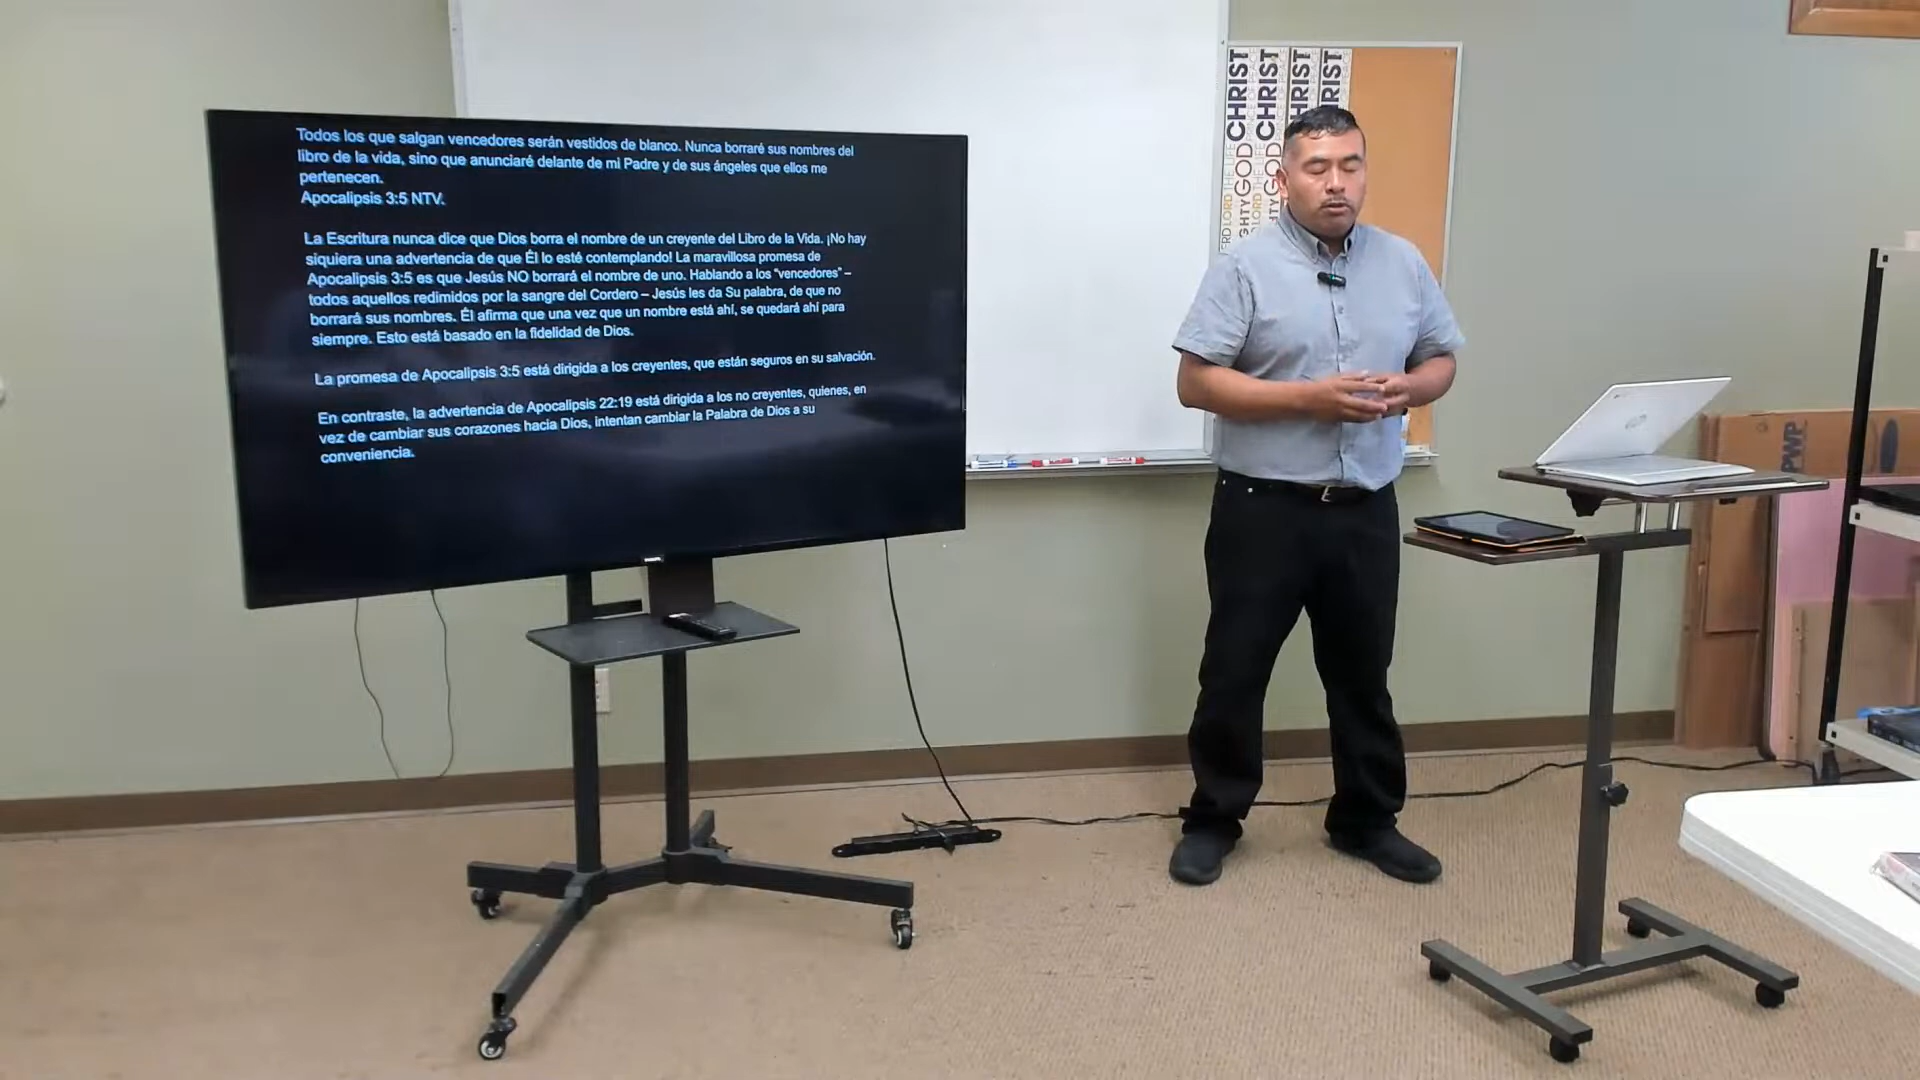 Todos los que salgan vencedores serán vestidos de blanco. Nunca borraré sus nombres del
libro de la vida, sino que anunciaré delante de mi Padre y de sus ángeles que ellos me
pertenecen.
Apocalipsis 3:5 NTV.
La Escritura nunca dice que Dios borra el nombre de un creyente del Libro de la Vida. ¡No hay
siquiera una advertencia de que Él lo esté contemplando! La maravillosa promesa de
Apocalipsis 3:5 es que Jesús NO borrará el nombre de uno. Hablando a los "vencedores" –
todos aquellos redimidos por la sangre del Cordero – Jesús les da Su palabra, de que no
borrará sus nombres. Él afirma que una vez que un nombre está ahí, se quedará ahí para
siempre. Esto está basado en la fidelidad de Dios.
La promesa de Apocalipsis 3:5 está dirigida a los creyentes, que están seguros en su salvación.
En contraste, la advertencia de Apocalipsis 22:19 está dirigida a los no creyentes, quienes, en
vez de cambiar sus corazones hacia Dios, intentan cambiar la Palabra de Dios a su
conveniencia.
CHRIST
CHRIST
CHRIST
GOD
GOD
LORD THE LIFE
PWP